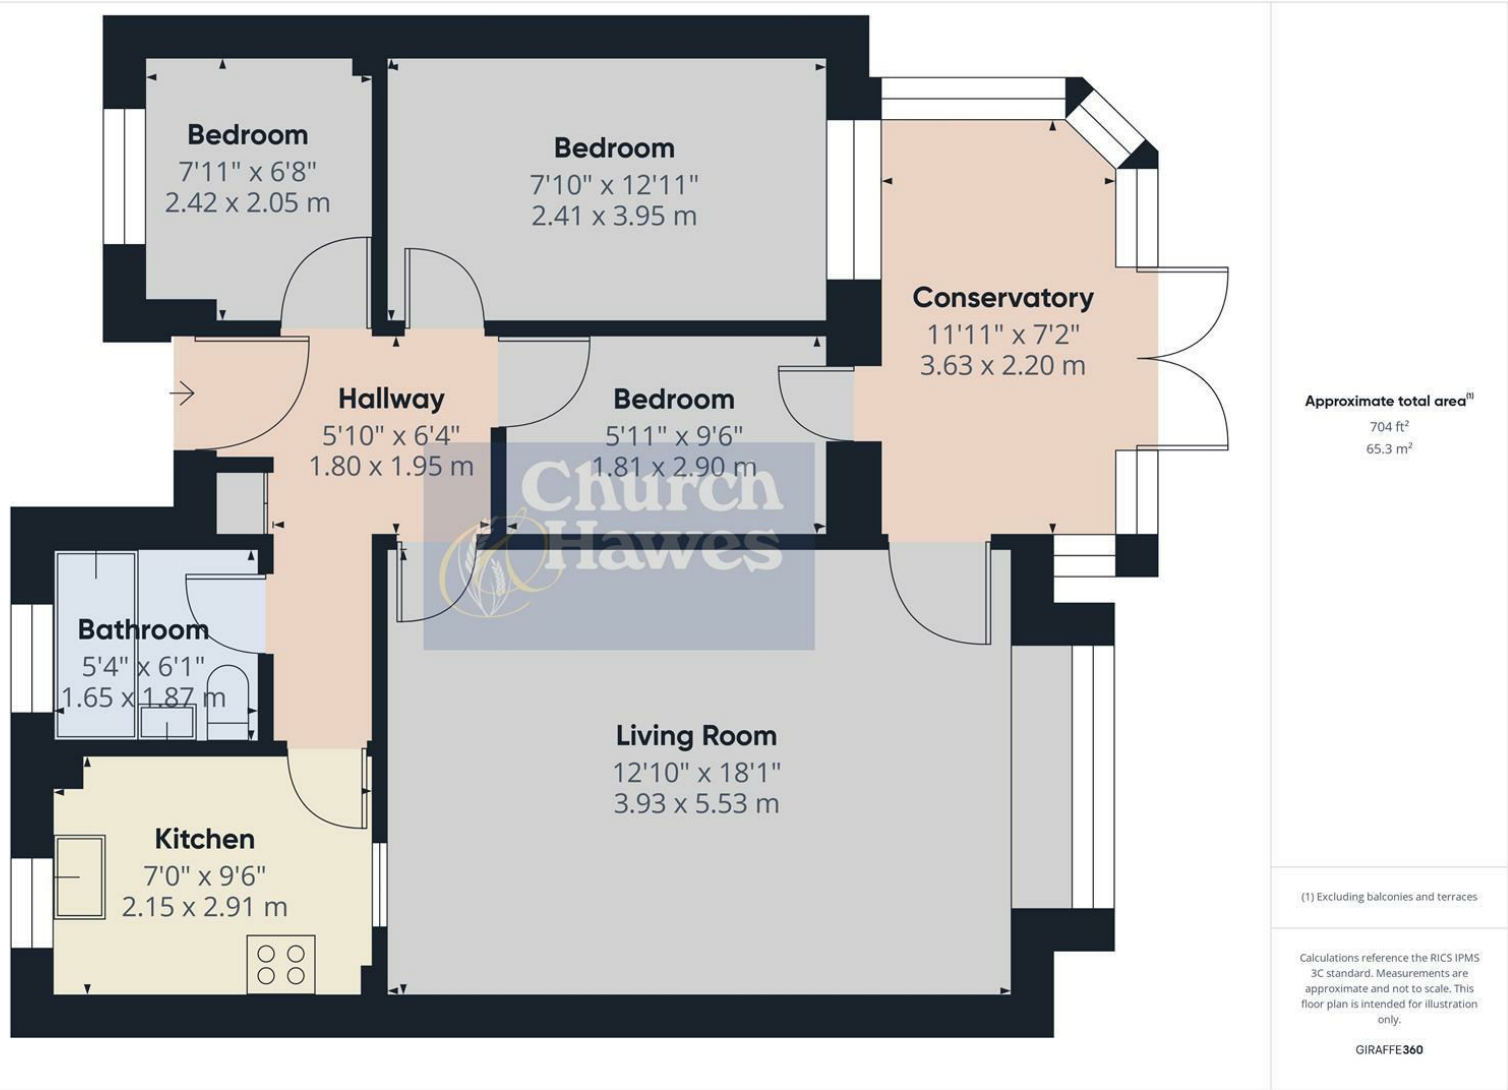 Bedroom
7'11" x 6'8"
2.42 x 2.05 m
Bedroom
7'10" x 12'11"
2.41 x 3.95 m
Conservatory
11'11" x 7'2"
3.63 x 2.20 m
Hallway
5'10" x 6'4"
1.80 x 1.95 m
Bedroom
5'11" x 9'6"
1.81 x 2.90 m
Church
Hawes
Bathroom
5'4" x 6'1"
1.65 x 1.87 m
Living Room
12'10" x 18'1"
3.93 x 5.53 m
Kitchen
7'0" x 9'6"
2.15 x 2.91 m
Approximate total area⁽¹⁾
704 ft²
65.3 m²
(1) Excluding balconies and terraces
Calculations reference the RICS IPMS
3C standard. Measurements are
approximate and not to scale. This
floor plan is intended for illustration
only.
GIRAFFE360